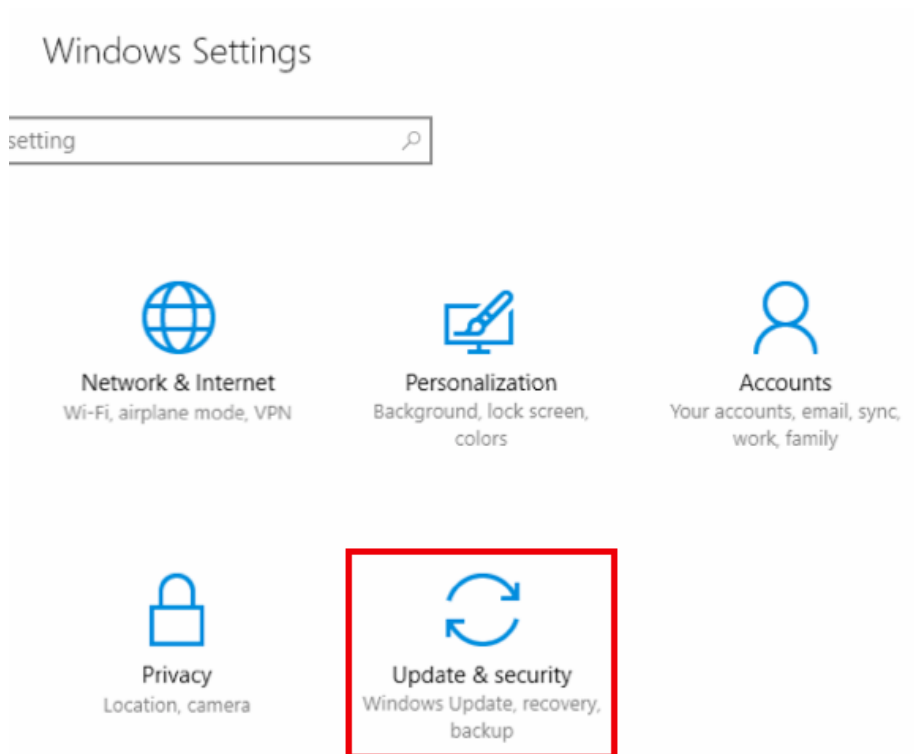 Windows Settings
setting
Network & Internet
Wi-Fi, airplane mode, VPN
Personalization
Background, lock screen,
colors
Accounts
Your accounts, email, sync,
work, family
Privacy
Location, camera
Update & security
Windows Update, recovery,
backup